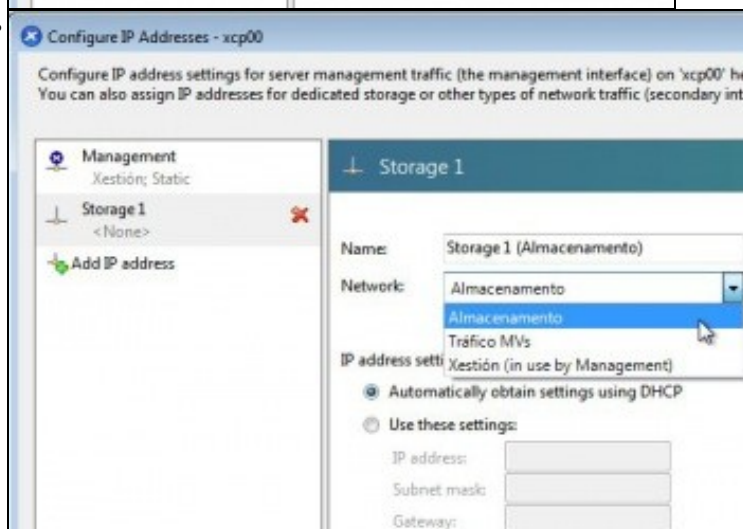 Configure IP Addresses - xcp00
Configure IP address settings for server management traffic (the management interface) on 'xcp00' he
You can also assign IP addresses for dedicated storage or other types of network traffic (secondary int
Management
Xestión; Static
Storage 1
<None>
Add IP address
Storage 1
Name: Storage 1 (Almacenamento)
Network: Almacenamento
Almacenamento
Tráfico MVs
Xestión (in use by Management)
IP address setti
Automatically obtain settings using DHCP
Use these settings:
IP address:
Subnet mask:
Gateway: